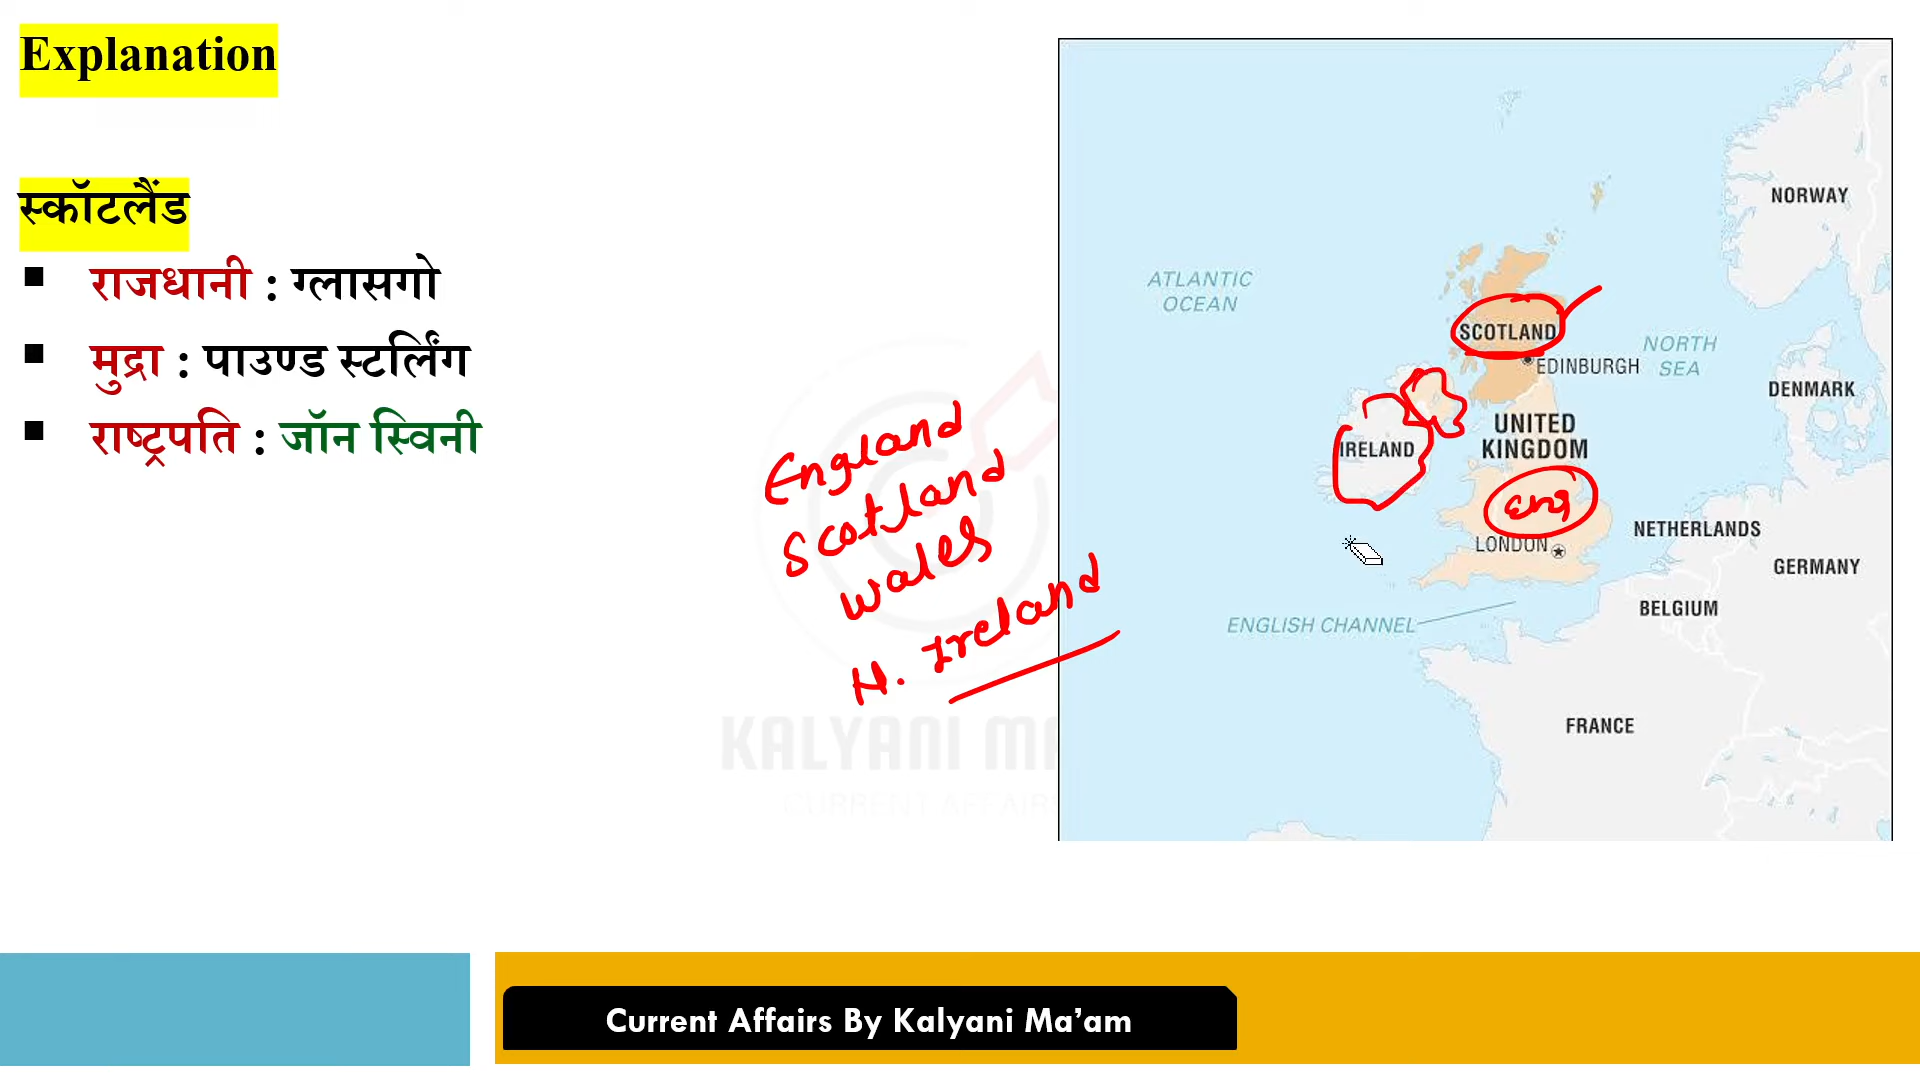 Explanation
स्कॉटलैंड
▪ राजधानी : ग्लासगो
▪ मुद्रा : पाउण्ड स्टर्लिंग
▪ राष्ट्रपति : जॉन स्विनी
England
Scotland
Wales
N. Ireland
KALYANI MA
CURRENT AFFAIRS
NORWAY
ATLANTIC
OCEAN
SCOTLAND
EDINBURGH
NORTH
SEA
DENMARK
UNITED
KINGDOM
IRELAND
eng
LONDON
NETHERLANDS
GERMANY
BELGIUM
ENGLISH CHANNEL
FRANCE
Current Affairs By Kalyani Ma’am